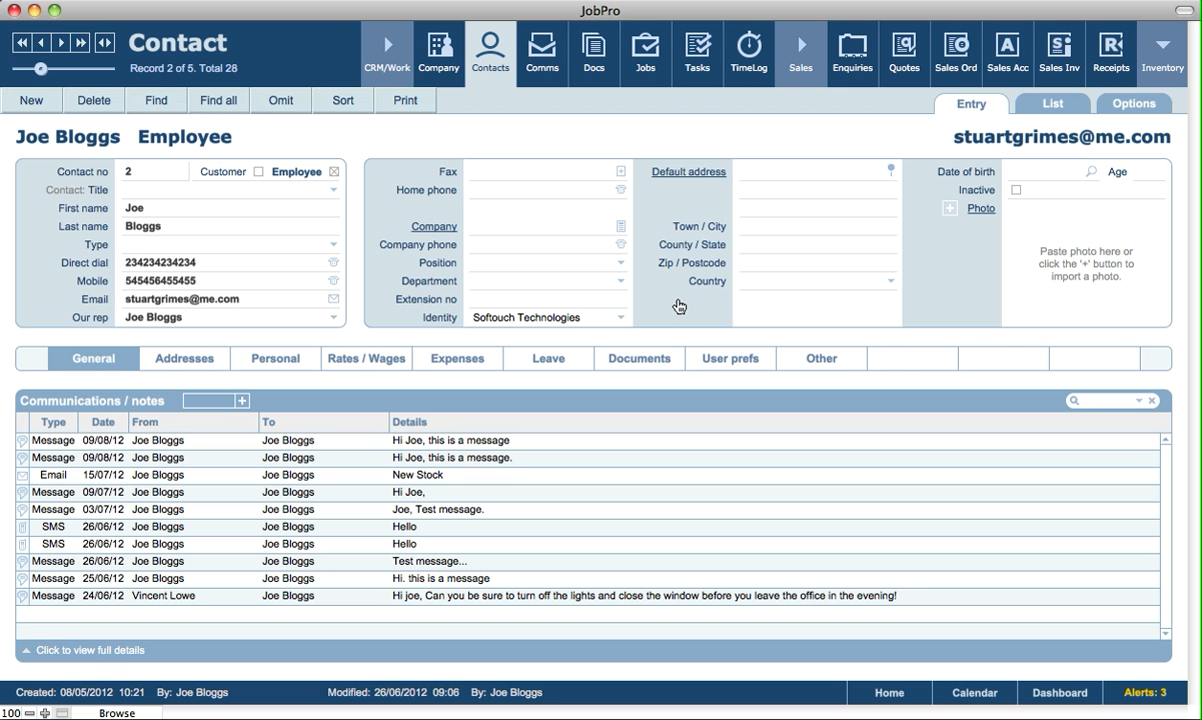 JobPro
Contact
Record 2 of 5. Total 28
CRM/Work Company Contacts Comms Docs Jobs Tasks TimeLog Sales Enquiries Quotes Sales Ord Sales Acc Sales Inv Receipts Inventory
New Delete Find Find all Omit Sort Print
Entry List Options
Joe Bloggs Employee
stuartgrimes@me.com
Contact no 2 Customer Employee
Contact: Title
First name Joe
Last name Bloggs
Type
Direct dial 234234234234
Mobile 545456455455
Email stuartgrimes@me.com
Our rep Joe Bloggs
Fax
Home phone
Company
Company phone
Position
Department
Extension no
Identity Softouch Technologies
Default address
Town / City
County / State
Zip / Postcode
Country
Date of birth Age
Inactive
Photo
Paste photo here or
click the '+' button to
import a photo.
General Addresses Personal Rates / Wages Expenses Leave Documents User prefs Other
Communications / notes
Type Date From To Details
Message 09/08/12 Joe Bloggs Joe Bloggs Hi Joe, this is a message
Message 09/08/12 Joe Bloggs Joe Bloggs Hi Joe, this is a message.
Email 15/07/12 Joe Bloggs Joe Bloggs New Stock
Message 09/07/12 Joe Bloggs Joe Bloggs Hi Joe,
Message 03/07/12 Joe Bloggs Joe Bloggs Joe, Test message.
SMS 26/06/12 Joe Bloggs Joe Bloggs Hello
SMS 26/06/12 Joe Bloggs Joe Bloggs Hello
Message 26/06/12 Joe Bloggs Joe Bloggs Test message...
Message 25/06/12 Joe Bloggs Joe Bloggs Hi. this is a message
Message 24/06/12 Vincent Lowe Joe Bloggs Hi joe, Can you be sure to turn off the lights and close the window before you leave the office in the evening!
Click to view full details
Created: 08/05/2012 10:21 By: Joe Bloggs Modified: 26/06/2012 09:06 By: Joe Bloggs Home Calendar Dashboard Alerts: 3
100 Browse